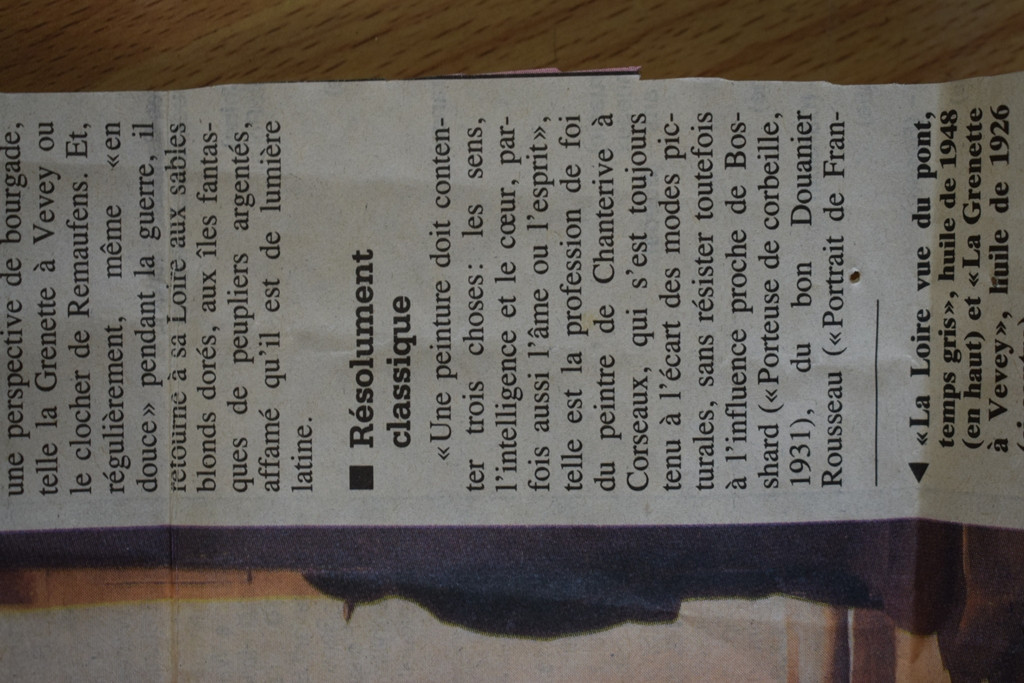 une perspective de bourgade,
telle la Grenette à Vevey ou
le clocher de Remaufens. Et,
régulièrement, même «en
douce» pendant la guerre, il
retourne à sa Loire aux sables
blonds dorés, aux îles fantas-
ques de peupliers argentés,
affamé qu'il est de lumière
latine.
■ Résolument
classique
«Une peinture doit conten-
ter trois choses: les sens,
l'intelligence et le cœur, par-
fois aussi l'âme ou l'esprit»,
telle est la profession de foi
du peintre de Chanterive à
Corseaux, qui s'est toujours
tenu à l'écart des modes pic-
turales, sans résister toutefois
à l'influence proche de Bos-
shard («Porteuse de corbeille,
1931), du bon Douanier
Rousseau («Portrait de Fran-
◀ «La Loire vue du pont,
temps gris», huile de 1948
(en haut) et «La Grenette
à Vevey», huile de 1926